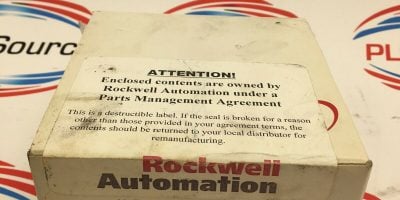 Source
PL
ATTENTION!
Enclosed contents are owned by
Rockwell Automation under a
Parts Management Agreement
This is a destructible label. If the seal is broken for a reason
other than those provided in your agreement terms, the
contents should be returned to your local distributor for
remanufacturing.
Rockwell
Automation